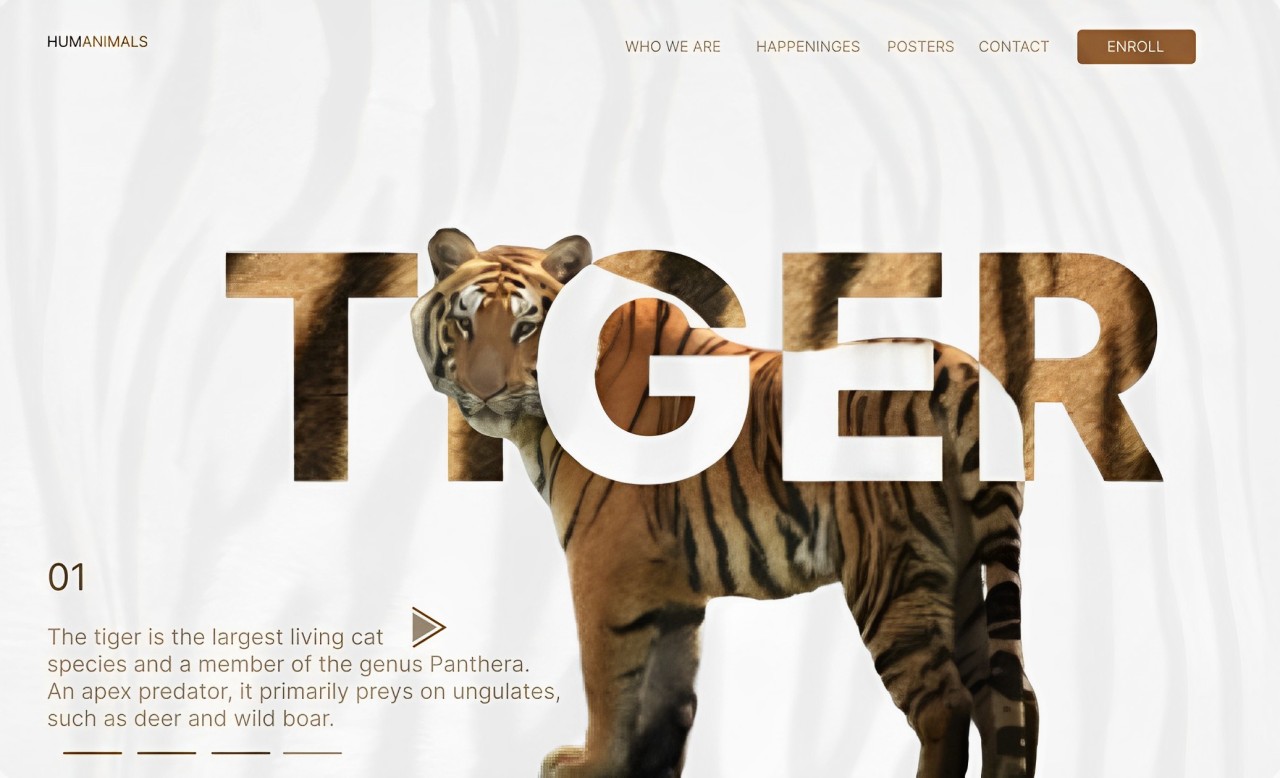 HUMANIMALS
WHO WE ARE HAPPENINGES POSTERS CONTACT ENROLL
TIGER
01
The tiger is the largest living cat
species and a member of the genus Panthera.
An apex predator, it primarily preys on ungulates,
such as deer and wild boar.